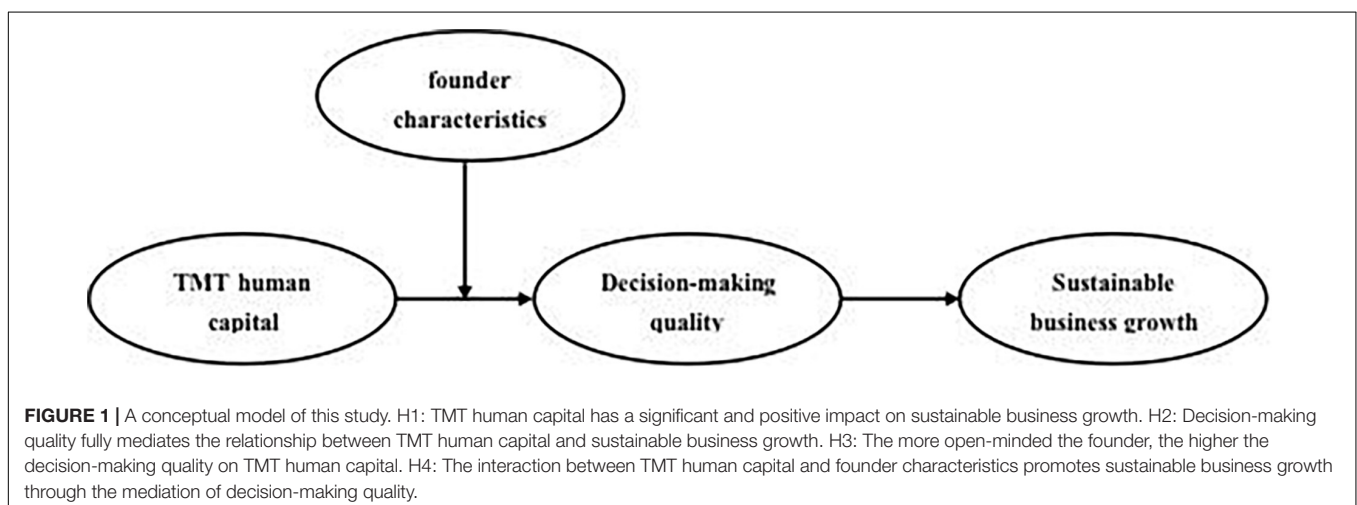 founder
characteristics
TMT human
capital
Decision-making
quality
Sustainable
business growth
FIGURE 1 | A conceptual model of this study. H1: TMT human capital has a significant and positive impact on sustainable business growth. H2: Decision-making
quality fully mediates the relationship between TMT human capital and sustainable business growth. H3: The more open-minded the founder, the higher the
decision-making quality on TMT human capital. H4: The interaction between TMT human capital and founder characteristics promotes sustainable business growth
through the mediation of decision-making quality.